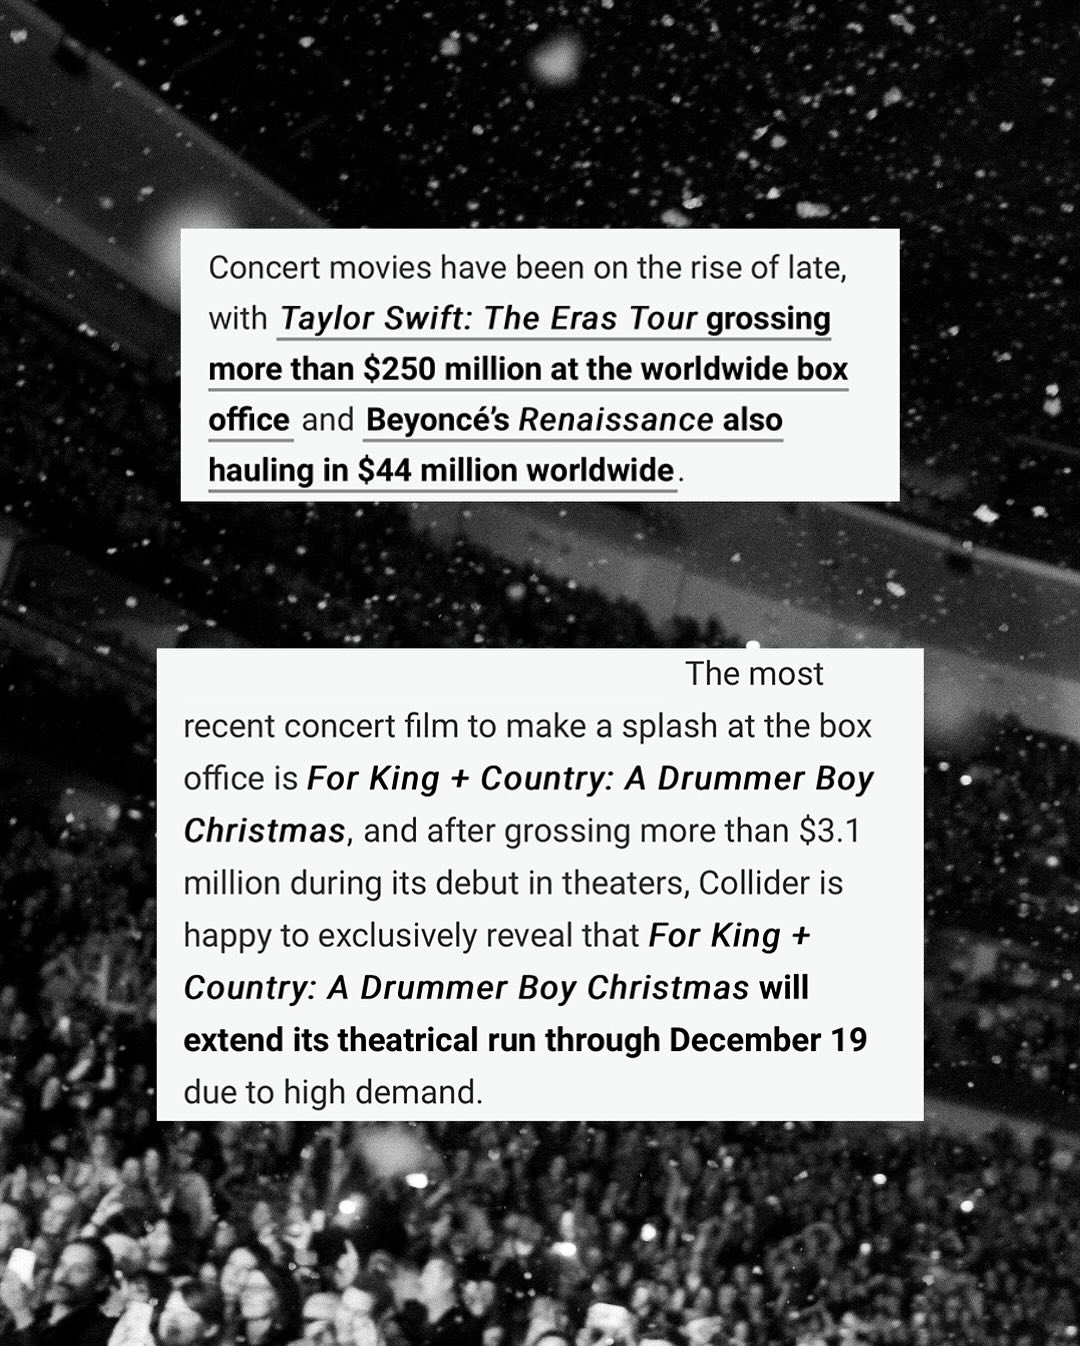 Concert movies have been on the rise of late,
with Taylor Swift: The Eras Tour grossing
more than $250 million at the worldwide box
office and Beyoncé’s Renaissance also
hauling in $44 million worldwide.
The most
recent concert film to make a splash at the box
office is For King + Country: A Drummer Boy
Christmas, and after grossing more than $3.1
million during its debut in theaters, Collider is
happy to exclusively reveal that For King +
Country: A Drummer Boy Christmas will
extend its theatrical run through December 19
due to high demand.